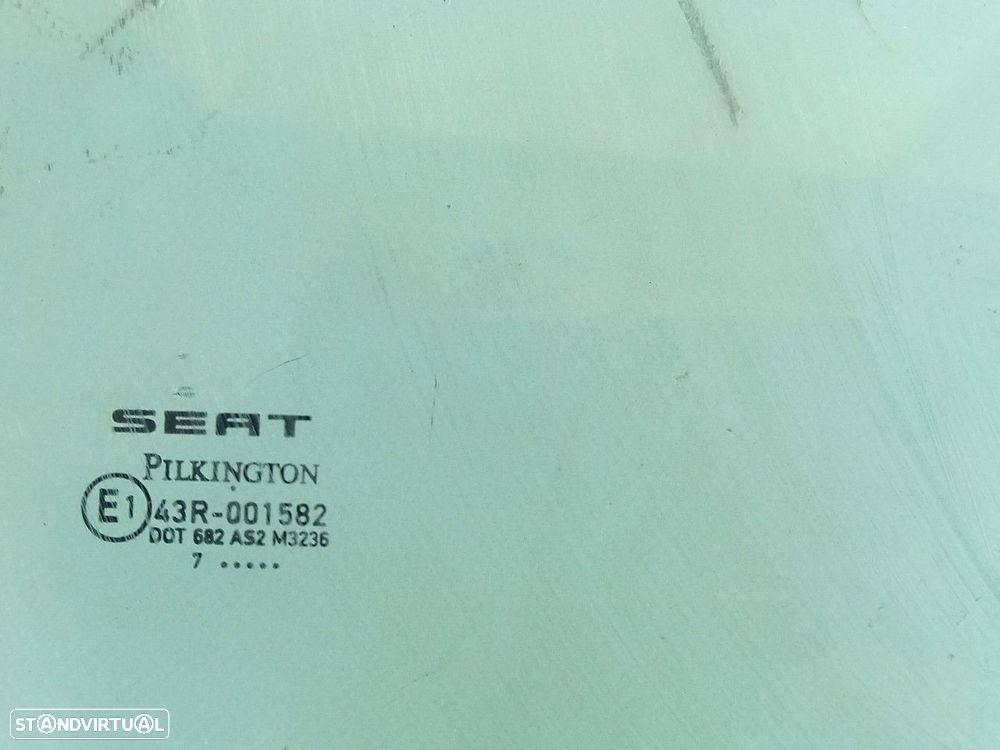 SEAT
PILKINGTON
E1 43R-001582
DOT 682 AS2 M3236
7 .....
STANDVIRTUAL